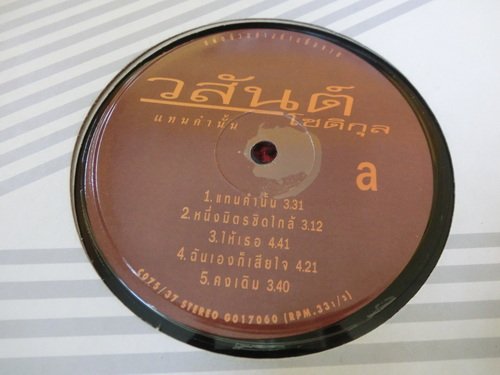 วสันต์
โชติกุล
แทนคำนั้น
a
1.แทนคำนั้น 3.31
2.หนึ่งมิตรชิดใกล้ 3.12
3.ให้เธอ 4.41
4.ฉันเองก็เสียใจ 4.21
5.คงเดิม 3.40
C075/37 STEREO G017060 (RPM.33 1/3)